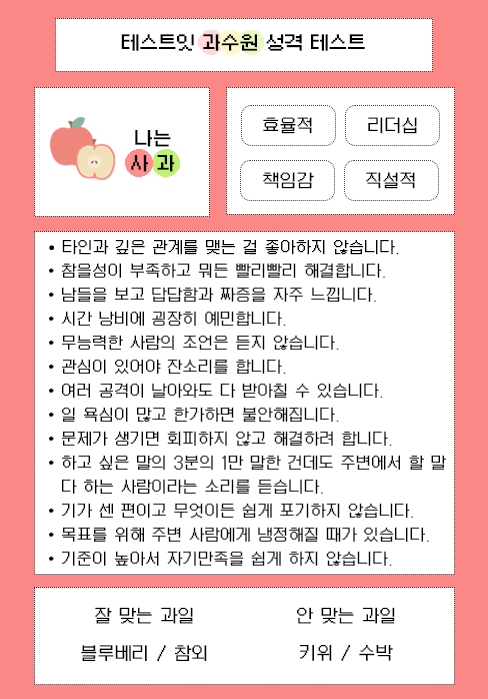 테스트잇 과수원 성격 테스트
나는
사과
효율적 리더십
책임감 직설적
• 타인과 깊은 관계를 맺는 걸 좋아하지 않습니다.
• 참을성이 부족하고 뭐든 빨리빨리 해결합니다.
• 남들을 보고 답답함과 짜증을 자주 느낍니다.
• 시간 낭비에 굉장히 예민합니다.
• 무능력한 사람의 조언은 듣지 않습니다.
• 관심이 있어야 잔소리를 합니다.
• 여러 공격이 날아와도 다 받아칠 수 있습니다.
• 일 욕심이 많고 한가하면 불안해집니다.
• 문제가 생기면 회피하지 않고 해결하려 합니다.
• 하고 싶은 말의 3분의 1만 말한 건데도 주변에서 할 말
다 하는 사람이라는 소리를 듣습니다.
• 기가 센 편이고 무엇이든 쉽게 포기하지 않습니다.
• 목표를 위해 주변 사람에게 냉정해질 때가 있습니다.
• 기준이 높아서 자기만족을 쉽게 하지 않습니다.
잘 맞는 과일 안 맞는 과일
블루베리 / 참외 키위 / 수박